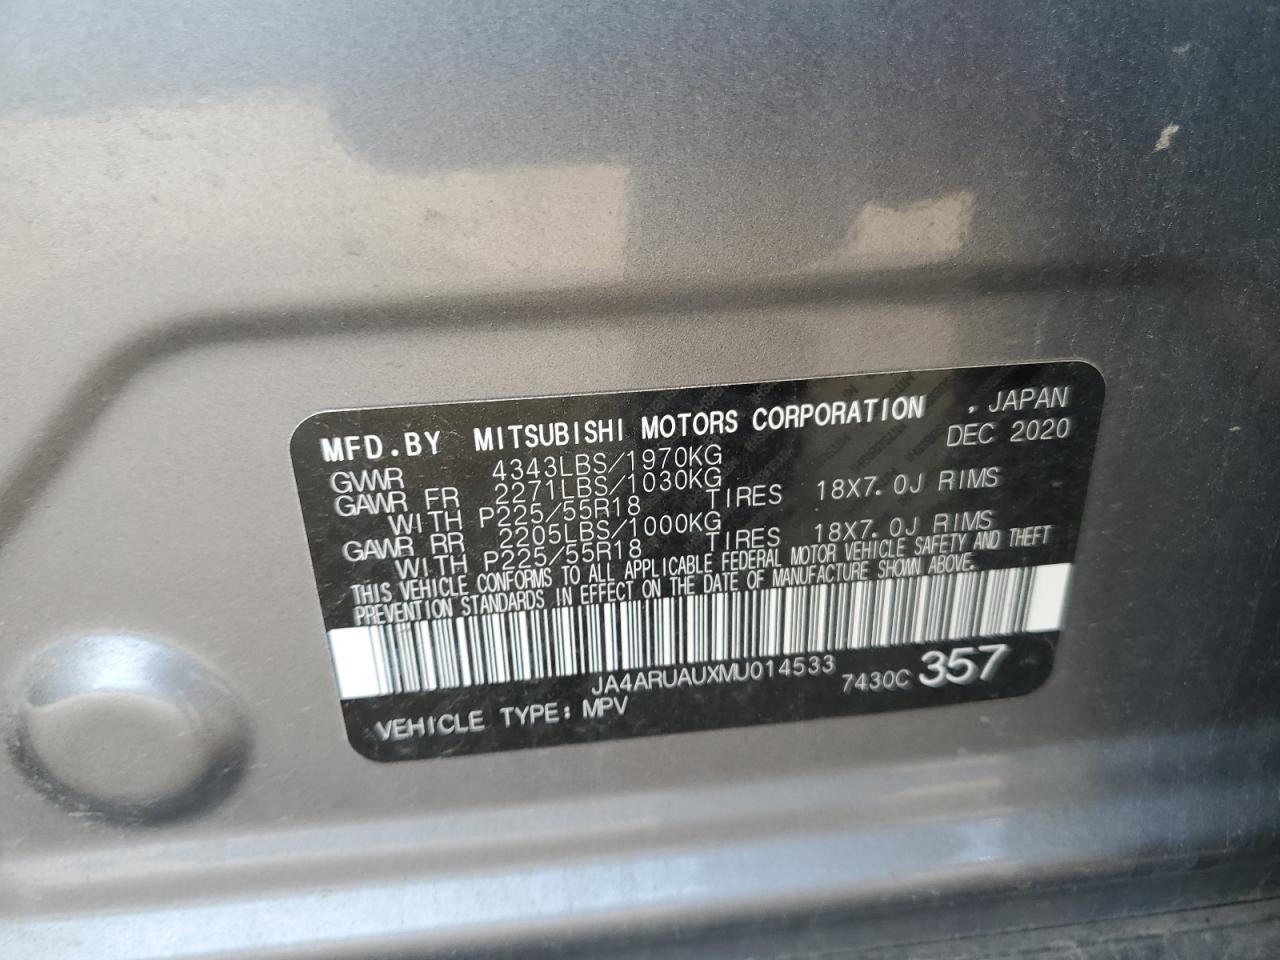 MFD.BY MITSUBISHI MOTORS CORPORATION , JAPAN
DEC 2020
GVWR 4343LBS/1970KG
GAWR FR 2271LBS/1030KG
WITH P225/55R18 TIRES 18X7.0J RIMS
GAWR RR 2205LBS/1000KG
WITH P225/55R18 TIRES 18X7.0J RIMS
THIS VEHICLE CONFORMS TO ALL APPLICABLE FEDERAL MOTOR VEHICLE SAFETY AND THEFT
PREVENTION STANDARDS IN EFFECT ON THE DATE OF MANUFACTURE SHOWN ABOVE.
JA4ARUAUXMU014533 7430C 357
VEHICLE TYPE: MPV